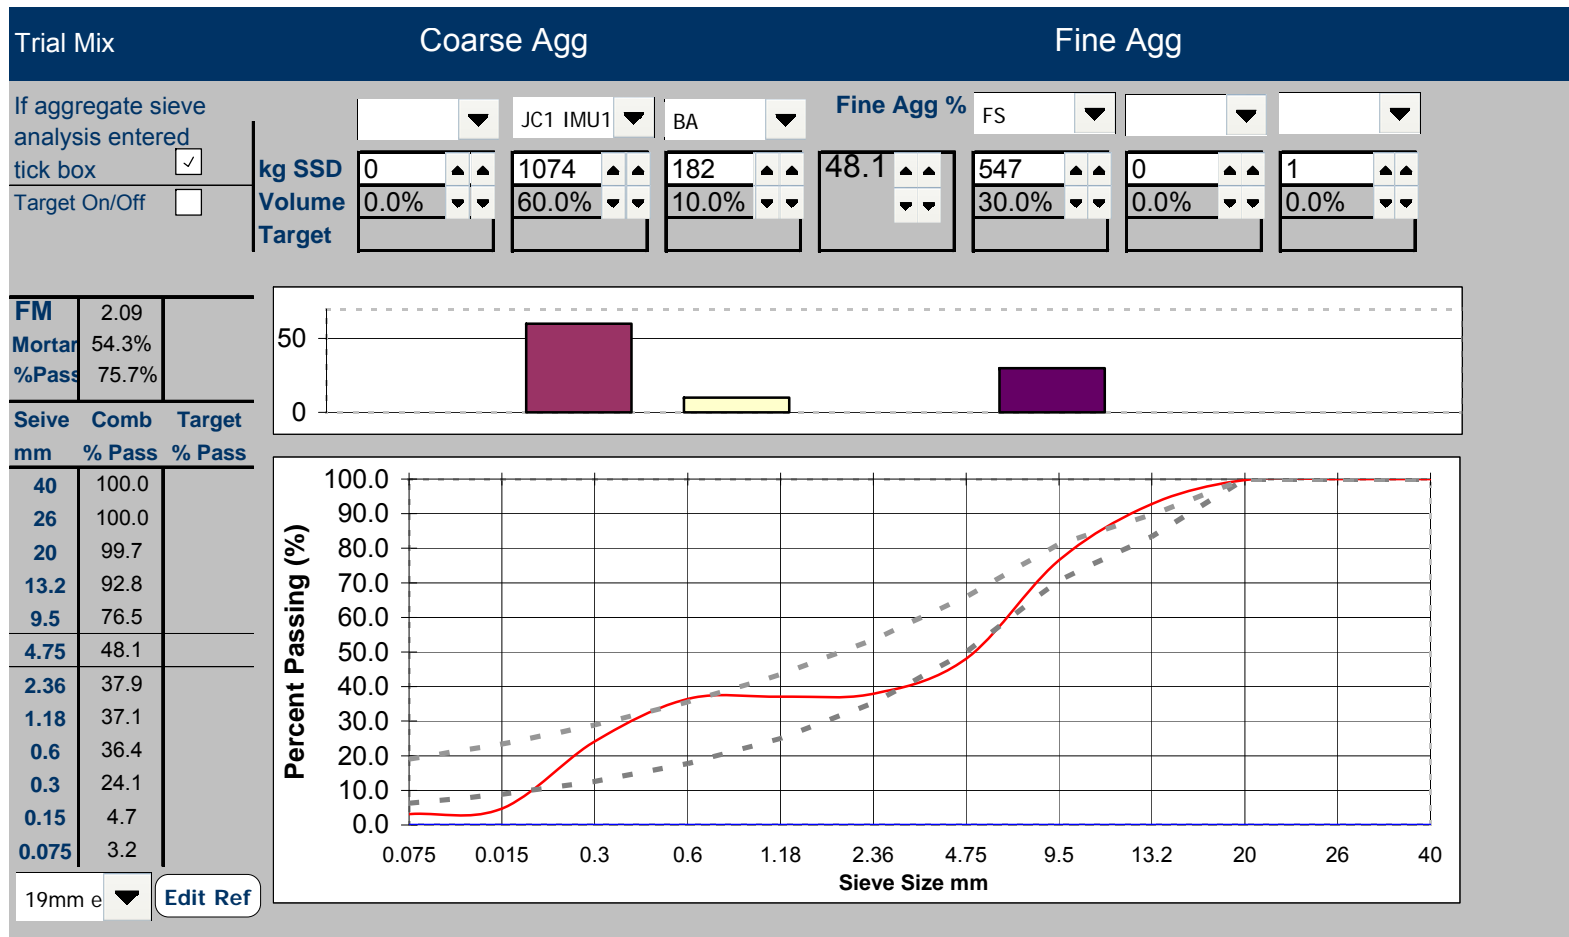 Trial Mix Coarse Agg Fine Agg
If aggregate sieve
analysis entered
tick box
Target On/Off
JC1 IMU1 BA Fine Agg % FS
kg SSD 0 1074 182 48.1 547 0 1
Volume 0.0% 60.0% 10.0% 30.0% 0.0% 0.0%
Target
FM 2.09
Mortar 54.3%
%Pass 75.7%
Seive Comb Target
mm % Pass % Pass
40 100.0
26 100.0
20 99.7
13.2 92.8
9.5 76.5
4.75 48.1
2.36 37.9
1.18 37.1
0.6 36.4
0.3 24.1
0.15 4.7
0.075 3.2
19mm e Edit Ref
50
0
Percent Passing (%)
100.0
90.0
80.0
70.0
60.0
50.0
40.0
30.0
20.0
10.0
0.0
0.075 0.015 0.3 0.6 1.18 2.36 4.75 9.5 13.2 20 26 40
Sieve Size mm